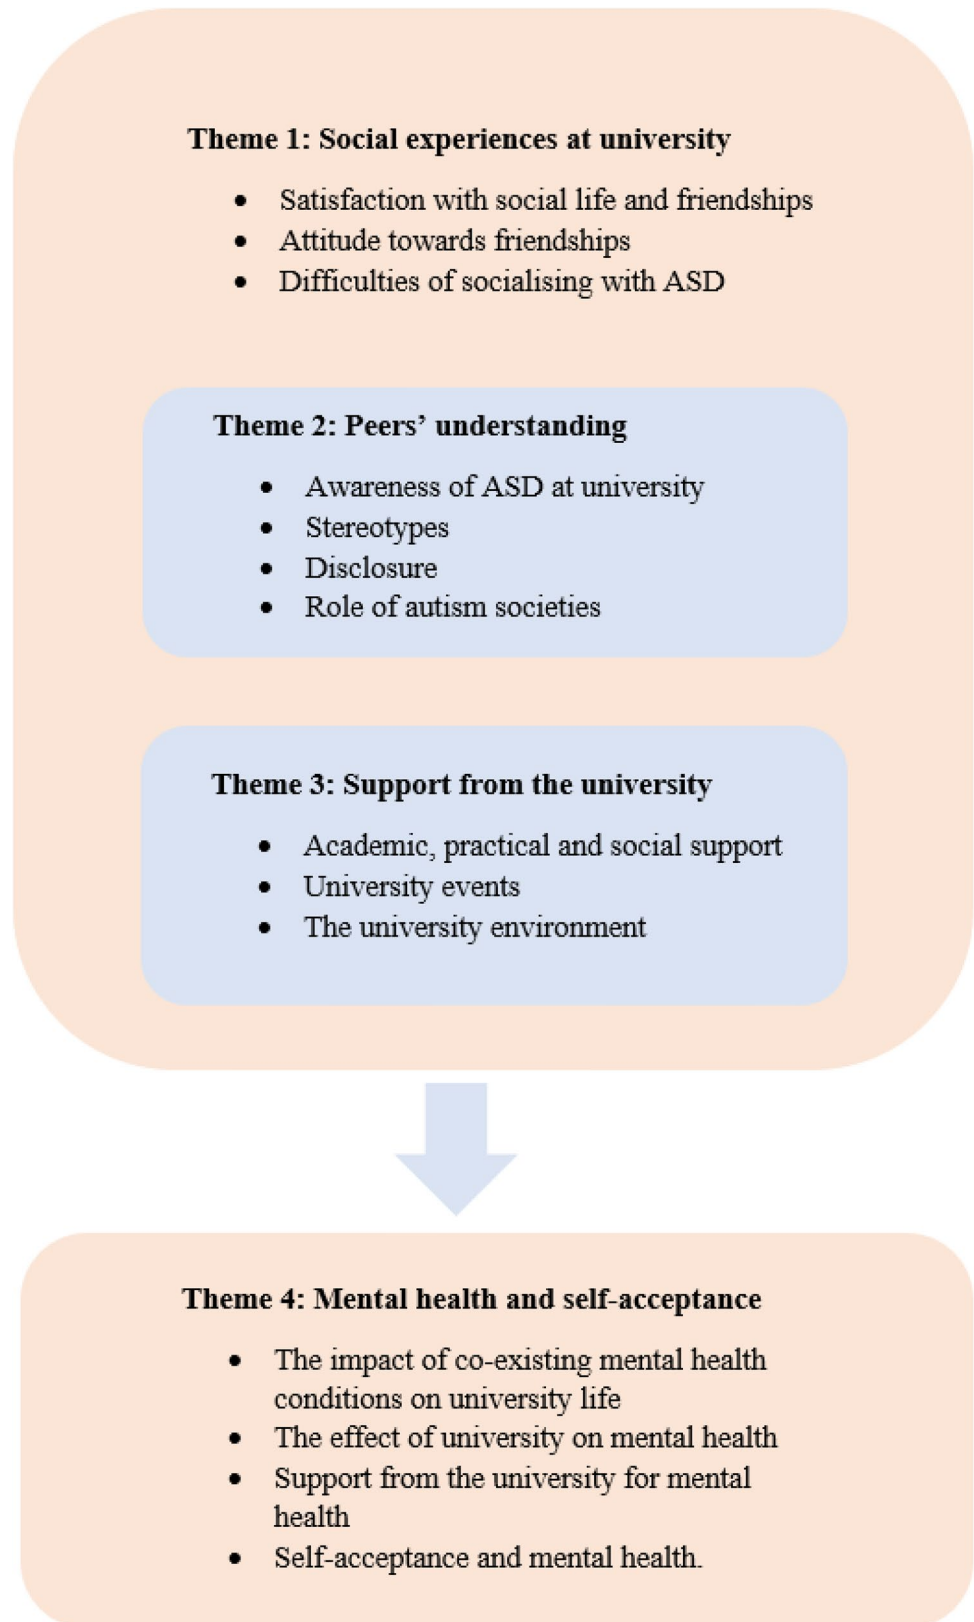 Theme 1: Social experiences at university
• Satisfaction with social life and friendships
• Attitude towards friendships
• Difficulties of socialising with ASD
Theme 2: Peers’ understanding
• Awareness of ASD at university
• Stereotypes
• Disclosure
• Role of autism societies
Theme 3: Support from the university
• Academic, practical and social support
• University events
• The university environment
Theme 4: Mental health and self-acceptance
• The impact of co-existing mental health
conditions on university life
• The effect of university on mental health
• Support from the university for mental
health
• Self-acceptance and mental health.